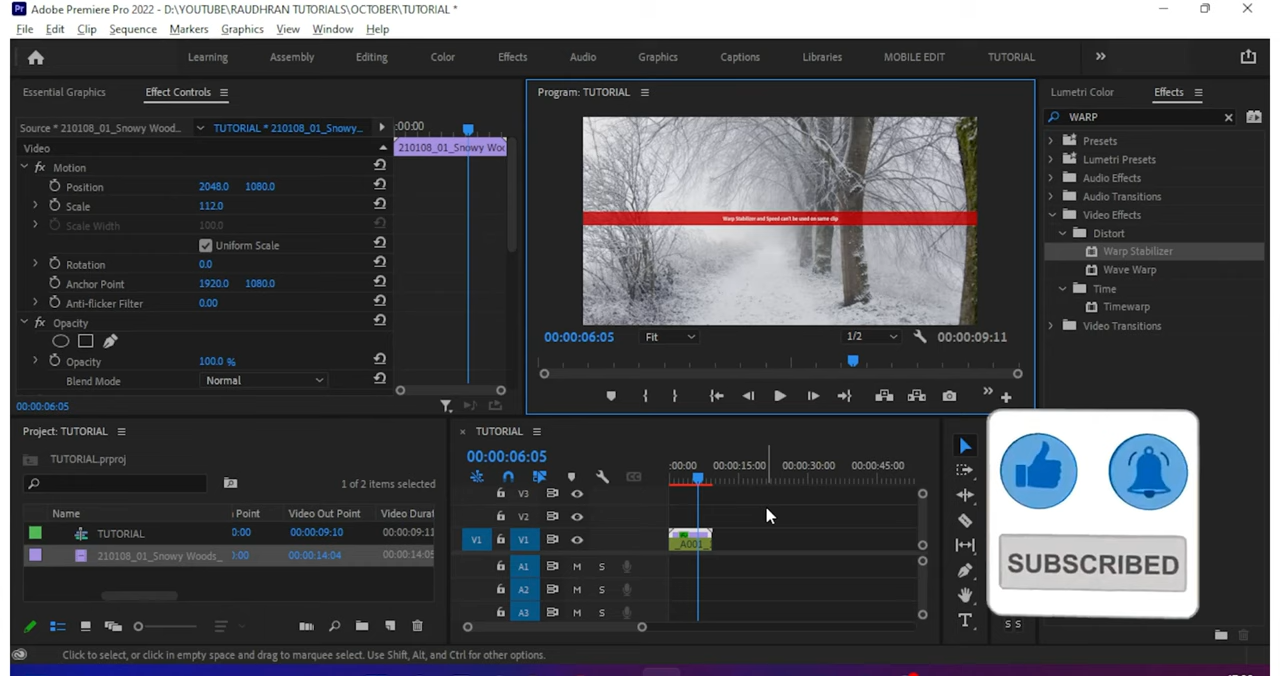 Pr Adobe Premiere Pro 2022 - D:\YOUTUBE\RAUDHRAN TUTORIALS\OCTOBER\TUTORIAL *
File Edit Clip Sequence Markers Graphics View Window Help
Learning Assembly Editing Color Effects Audio Graphics Captions Libraries MOBILE EDIT TUTORIAL
Essential Graphics Effect Controls
Source * 210108_01_Snowy Wood... TUTORIAL * 210108_01_Snowy...
:00:00
Video
210108_01_Snowy Woo
fx Motion
Position 2048.0 1080.0
Scale 112.0
Scale Width 100.0
Uniform Scale
Rotation 0.0
Anchor Point 1920.0 1080.0
Anti-flicker Filter 0.00
fx Opacity
Opacity 100.0 %
Blend Mode Normal
00:00:06:05
Program: TUTORIAL
Warp Stabilizer and Speed can't be used on same clip
00:00:06:05 Fit 1/2 00:00:09:11
Lumetri Color Effects
WARP
Presets
Lumetri Presets
Audio Effects
Audio Transitions
Video Effects
Distort
Warp Stabilizer
Wave Warp
Time
Timewarp
Video Transitions
Project: TUTORIAL
TUTORIAL.prproj
1 of 2 items selected
Name Point Video Out Point Video Durat
TUTORIAL 0:00 00:00:09:10 00:00:09:11
210108_01_Snowy Woods_ 0:00 00:00:14:04 00:00:14:05
TUTORIAL
00:00:06:05
:00:00 00:00:15:00 00:00:30:00 00:00:45:00
V3
V2
V1 V1
_A001_
A1 M S
A2 M S
A3 M S
T
S S
SUBSCRIBED
Click to select, or click in empty space and drag to marquee select. Use Shift, Alt, and Ctrl for other options.